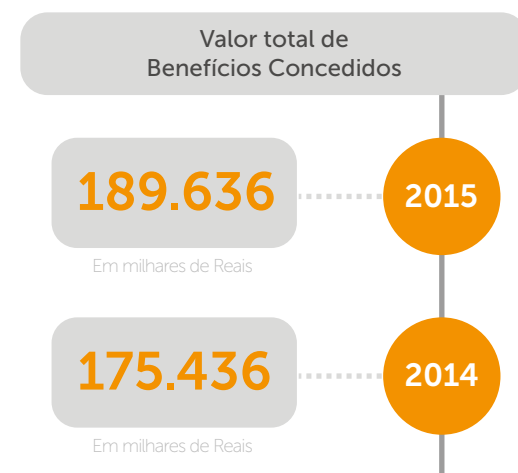 Valor total de
Benefícios Concedidos
189.636
2015
Em milhares de Reais
175.436
2014
Em milhares de Reais